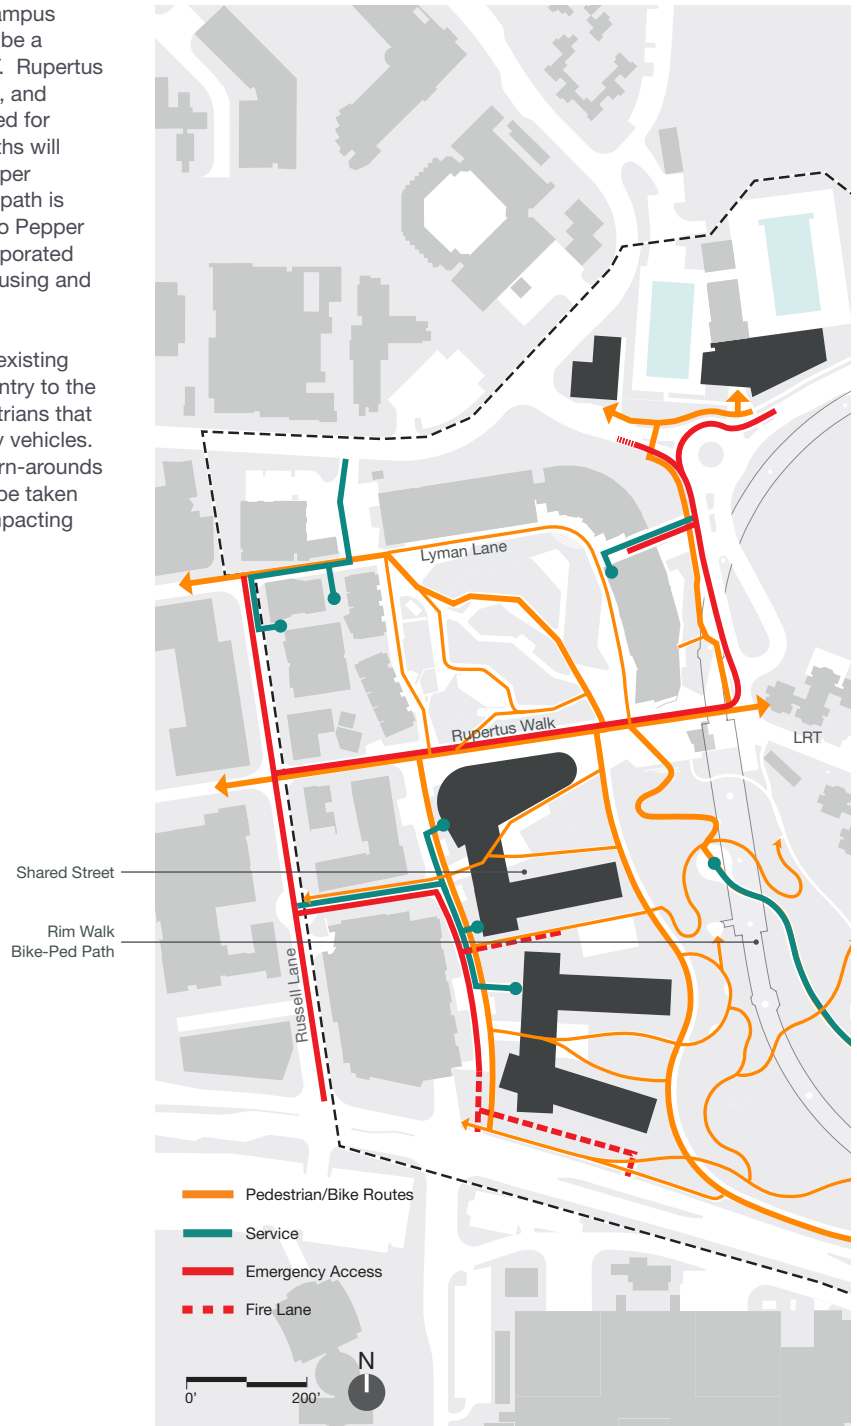 ampus
be a
. Rupertus
, and
ed for
ths will
per
path is
o Pepper
porated
using and
existing
ntry to the
trians that
y vehicles.
rn-arounds
be taken
mpacting
Lyman Lane
Rupertus Walk
LRT
Shared Street
Rim Walk
Bike-Ped Path
Russell Lane
Pedestrian/Bike Routes
Service
Emergency Access
Fire Lane
N
0' 200'